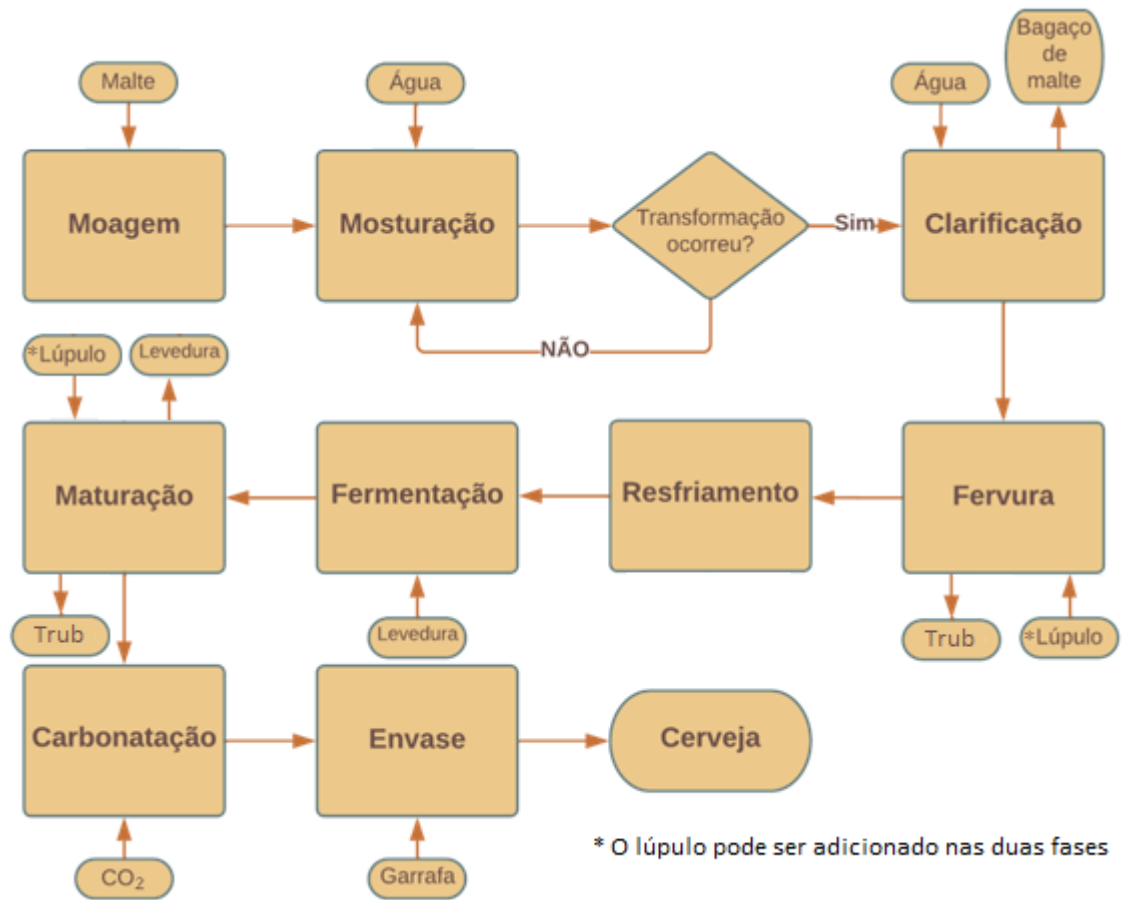 Malte
Água
Água
Bagaço
de
malte
Moagem
Mosturação
Transformação
ocorreu?
Sim
Clarificação
NÃO
*Lúpulo
Levedura
Maturação
Fermentação
Resfriamento
Fervura
Trub
Levedura
Trub
*Lúpulo
Carbonatação
Envase
Cerveja
CO₂
Garrafa
* O lúpulo pode ser adicionado nas duas fases